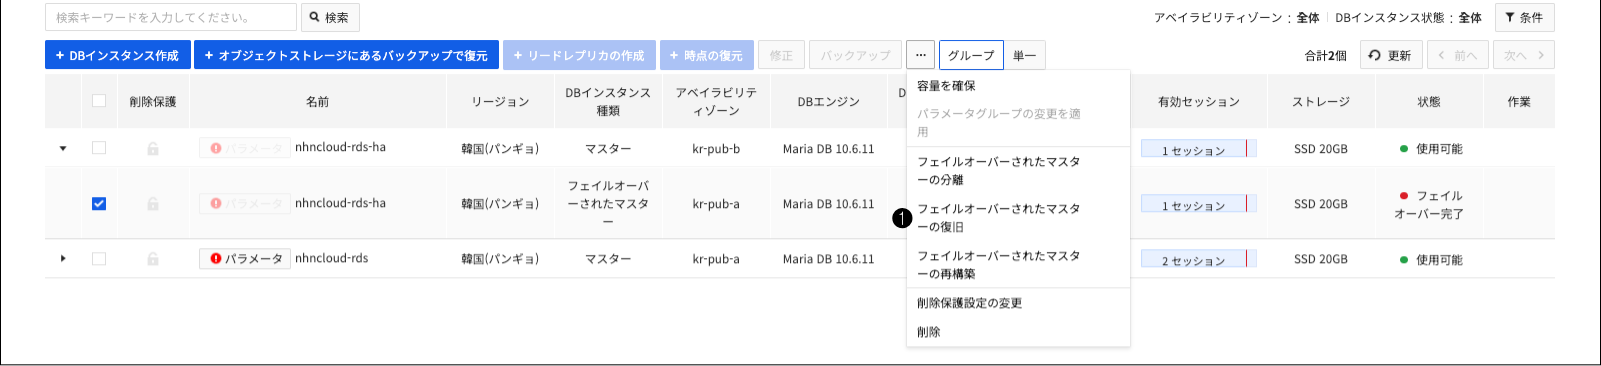 検索キーワードを入力してください。 検索 アベイラビリティゾーン : 全体 DBインスタンス状態 : 全体 条件
+ DBインスタンス作成 + オブジェクトストレージにあるバックアップで復元 + リードレプリカの作成 + 時点の復元 修正 バックアップ ... グループ 単一 合計2個 更新 < 前へ 次へ >
削除保護 名前 リージョン DBインスタンス
種類 アベイラビリテ
ィゾーン DBエンジン D 有効セッション ストレージ 状態 作業
パラメータ nhncloud-rds-ha 韓国(パンギョ) マスター kr-pub-b Maria DB 10.6.11 1 セッション SSD 20GB 使用可能
パラメータ nhncloud-rds-ha 韓国(パンギョ) フェイルオーバ
ーされたマスタ
ー kr-pub-a Maria DB 10.6.11 1 セッション SSD 20GB フェイル
オーバー完了
パラメータ nhncloud-rds 韓国(パンギョ) マスター kr-pub-a Maria DB 10.6.11 2 セッション SSD 20GB 使用可能
容量を確保
パラメータグループの変更を適
用
フェイルオーバーされたマスタ
ーの分離
1
フェイルオーバーされたマスタ
ーの復旧
フェイルオーバーされたマスタ
ーの再構築
削除保護設定の変更
削除